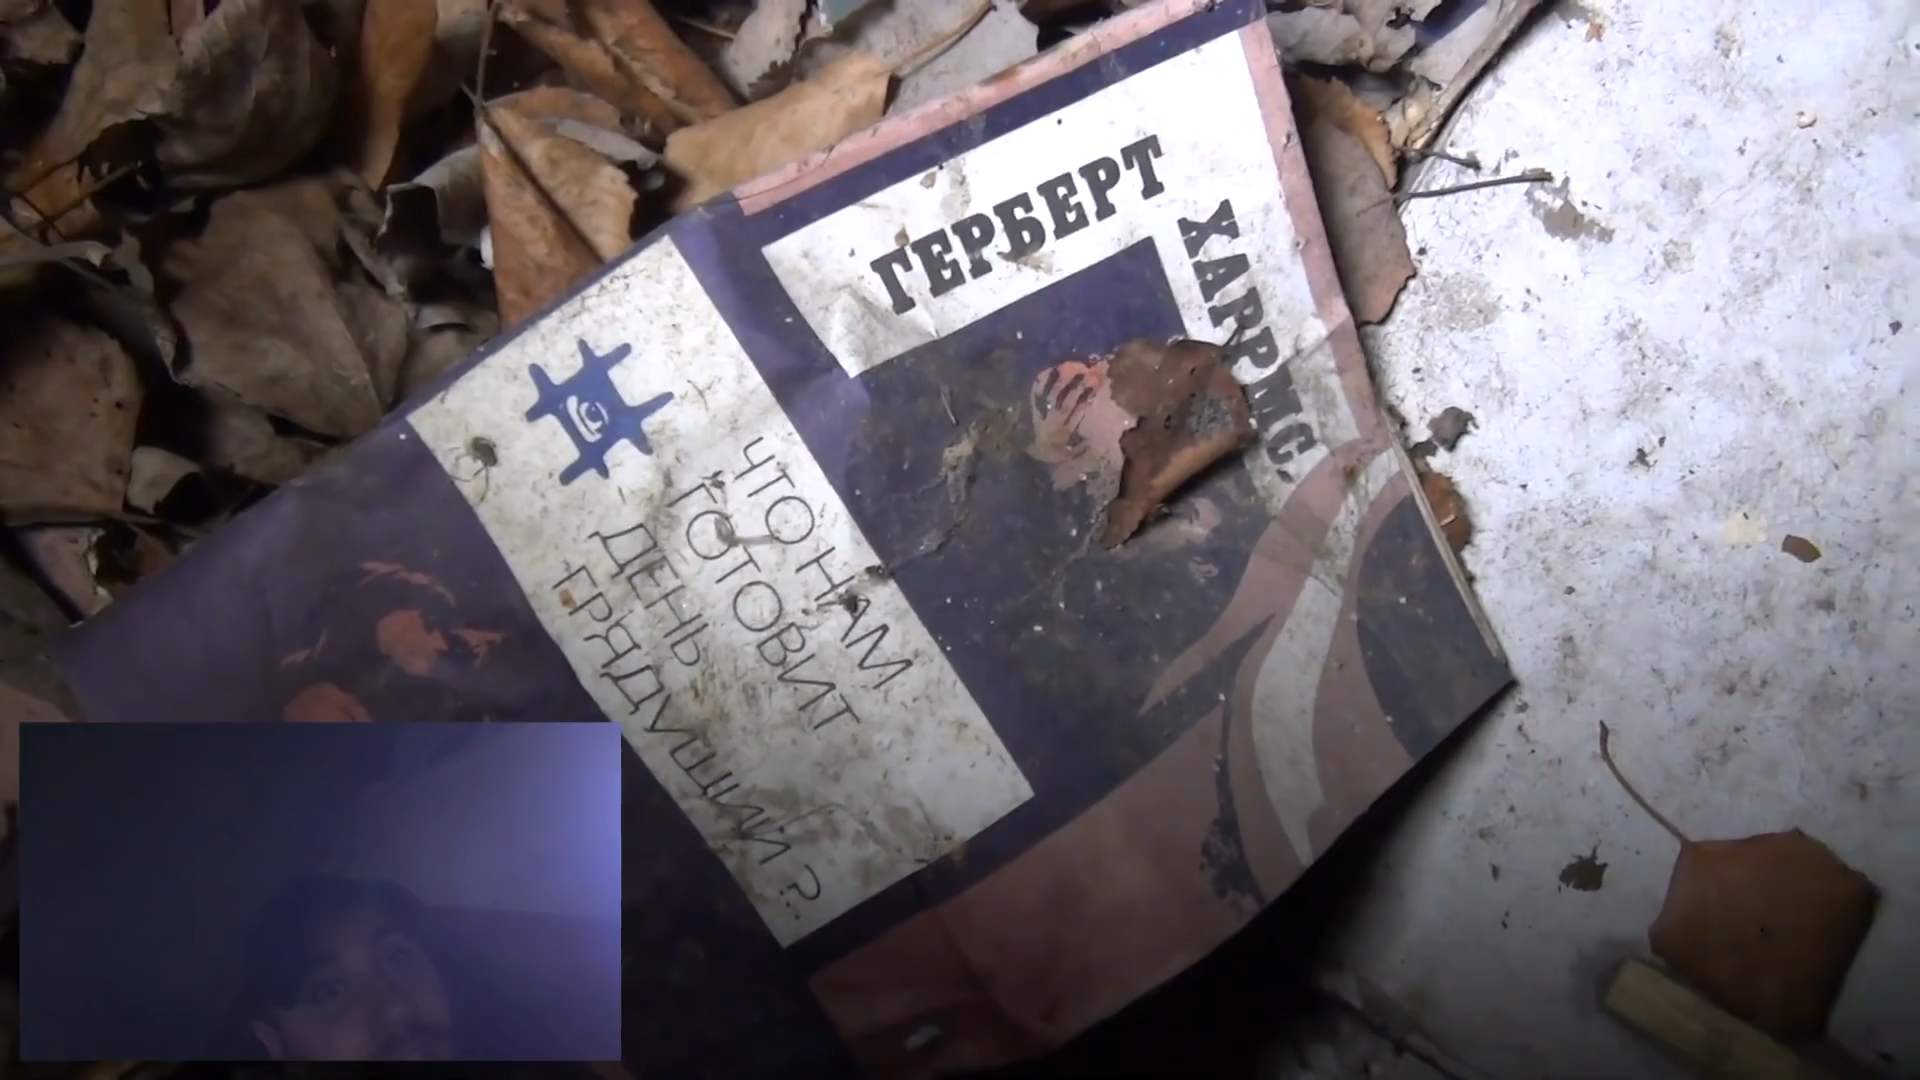 ГЕРБЕРТ
ХАРРИС.
ЧТО НАМ
ГОТОВИТ
ДЕНЬ
ГРЯДУЩИЙ?